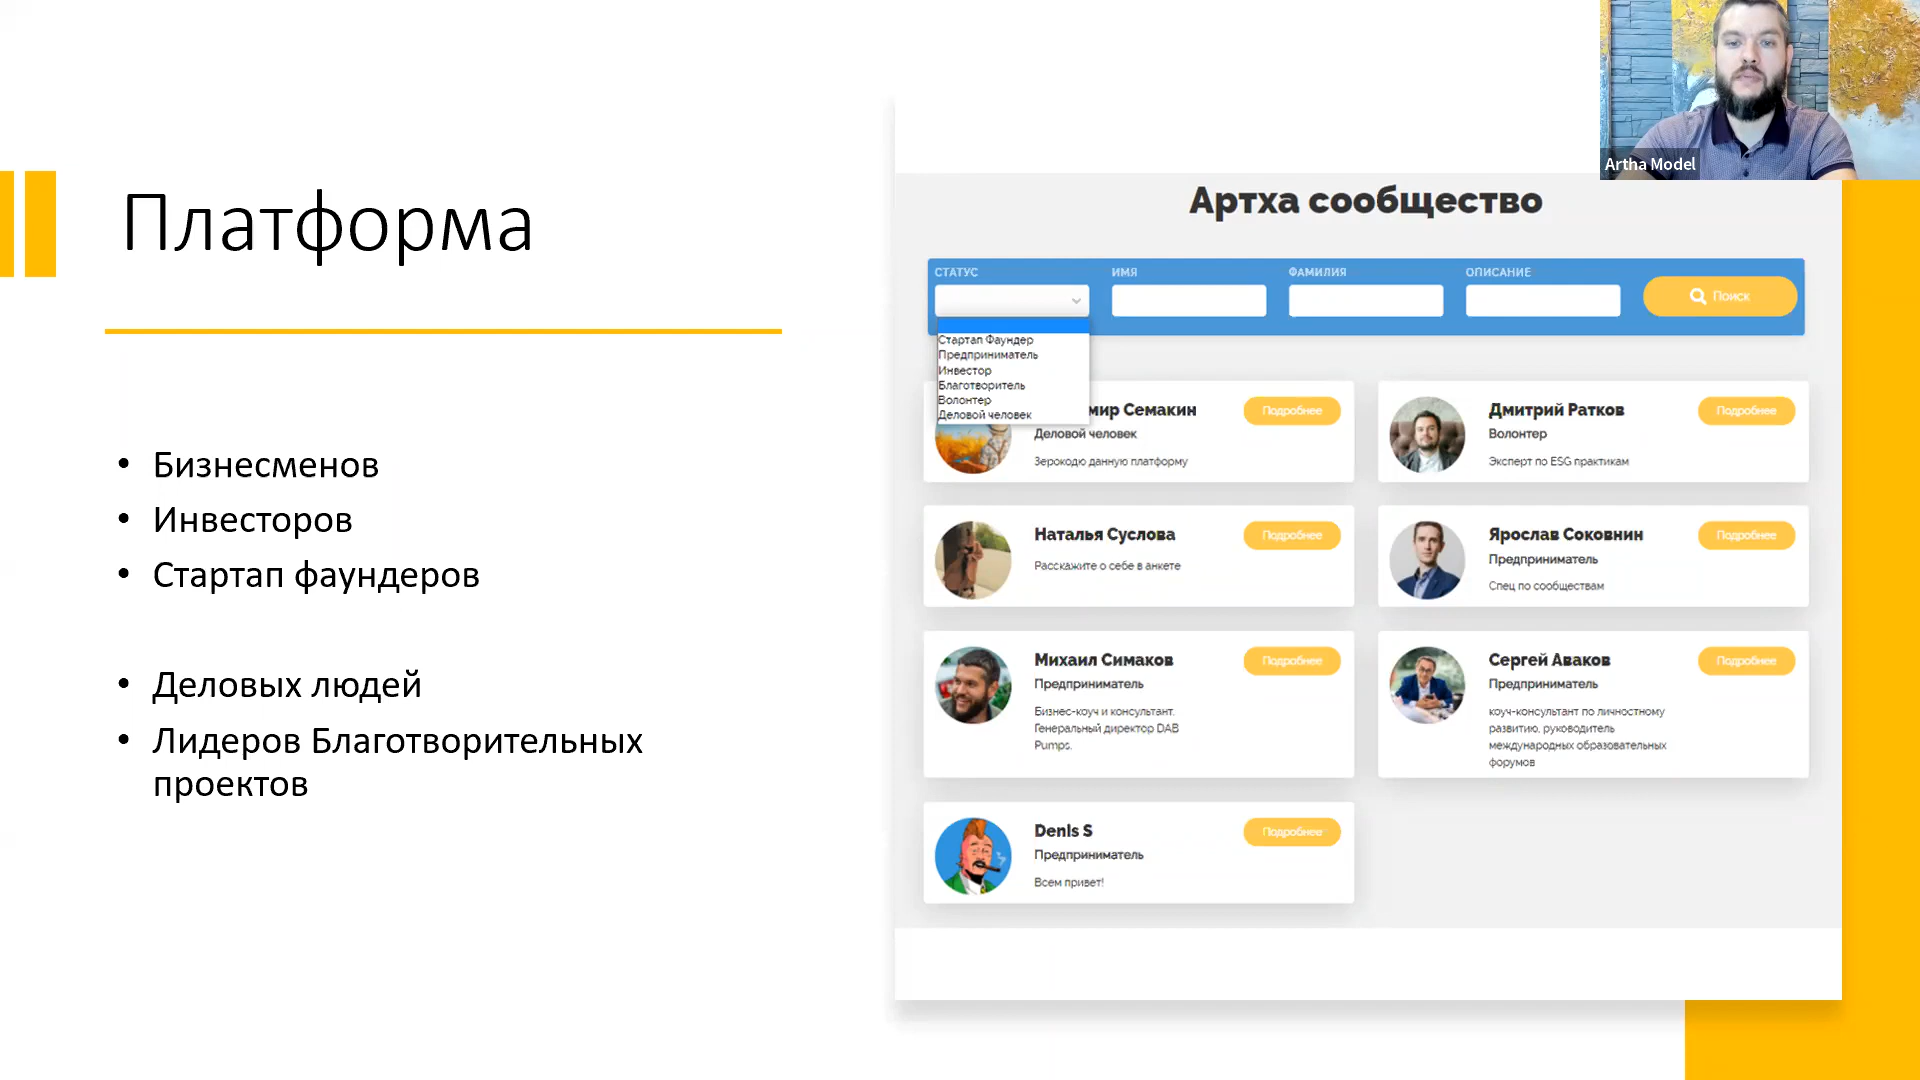 Artha Model
Платформа
• Бизнесменов
• Инвесторов
• Стартап фаундеров
• Деловых людей
• Лидеров Благотворительных
проектов
Артха сообщество
СТАТУС
ИМЯ
ФАМИЛИЯ
ОПИСАНИЕ
Поиск
Стартап Фаундер
Предприниматель
Инвестор
Благотворитель
Волонтер
Деловой человек
мир Семакин
Подробнее
Деловой человек
Зерокодю данную платформу
Дмитрий Ратков
Подробнее
Волонтер
Эксперт по ESG практикам
Наталья Суслова
Подробнее
Расскажите о себе в анкете
Ярослав Соковнин
Подробнее
Предприниматель
Спец по сообществам
Михаил Симаков
Подробнее
Предприниматель
Бизнес-коуч и консультант.
Генеральный директор DAB
Pumps.
Сергей Аваков
Подробнее
Предприниматель
коуч-консультант по личностному
развитию, руководитель
международных образовательных
форумов
Denis S
Подробнее
Предприниматель
Всем привет!